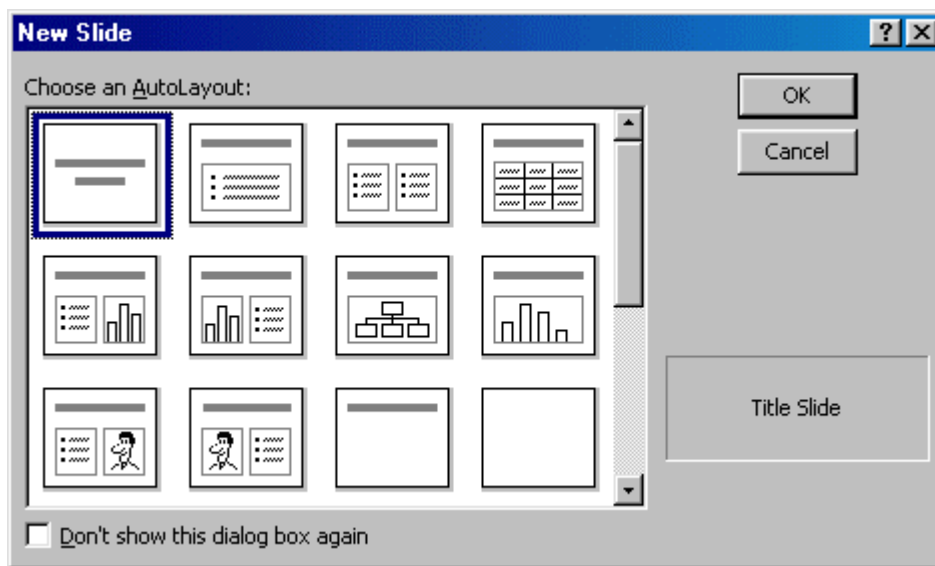 New Slide
Choose an AutoLayout:
OK
Cancel
Title Slide
Don't show this dialog box again